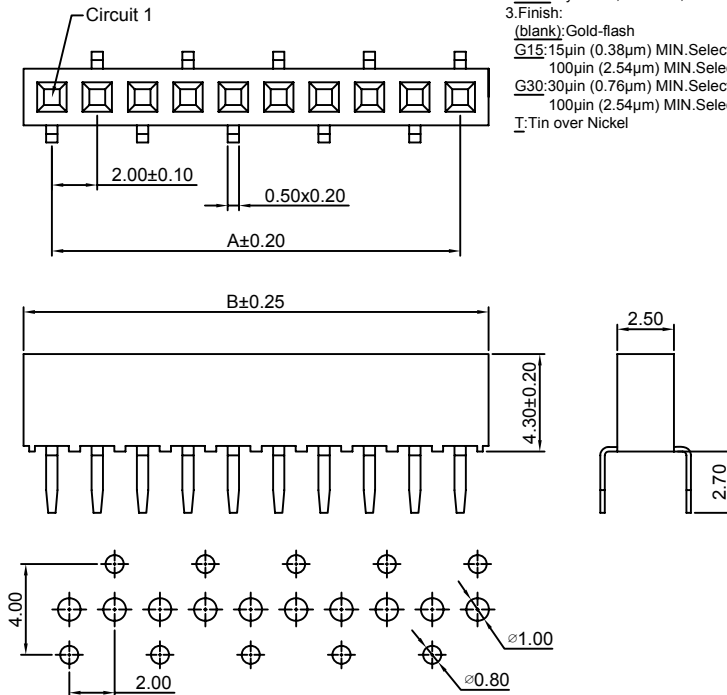 Circuit 1
3.Finish:
(blank):Gold-flash
G15:15µin (0.38µm) MIN.Selec
100µin (2.54µm) MIN.Selec
G30:30µin (0.76µm) MIN.Select
100µin (2.54µm) MIN.Selec
T:Tin over Nickel
2.00±0.10
0.50x0.20
A±0.20
B±0.25
2.50
4.30±0.20
2.70
4.00
⌀1.00
2.00
⌀0.80